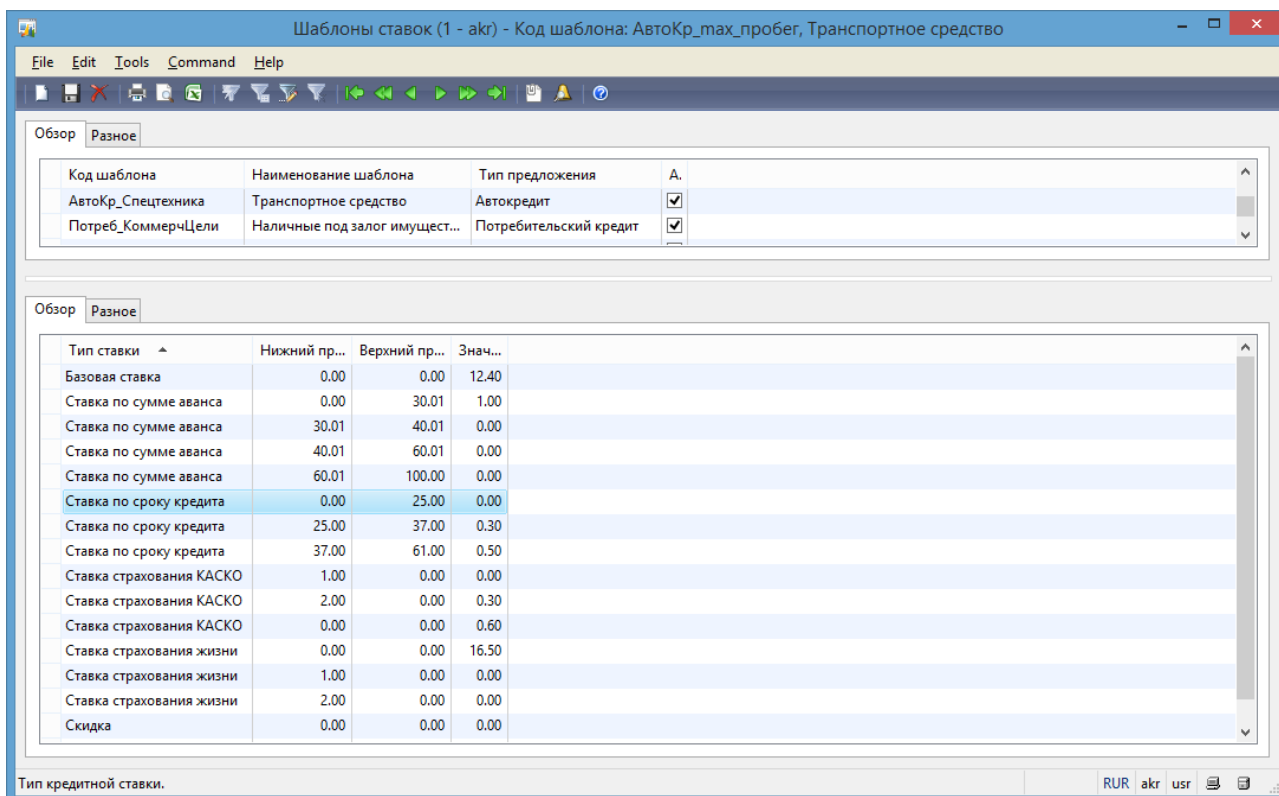 Шаблоны ставок (1 - akr) - Код шаблона: АвтоКр_max_пробег, Транспортное средство
File Edit Tools Command Help
Обзор Разное
Код шаблона Наименование шаблона Тип предложения А.
АвтоКр_Спецтехника Транспортное средство Автокредит
Потреб_КоммерчЦели Наличные под залог имущест... Потребительский кредит
Обзор Разное
Тип ставки Нижний пр... Верхний пр... Знач...
Базовая ставка 0.00 0.00 12.40
Ставка по сумме аванса 0.00 30.01 1.00
Ставка по сумме аванса 30.01 40.01 0.00
Ставка по сумме аванса 40.01 60.01 0.00
Ставка по сумме аванса 60.01 100.00 0.00
Ставка по сроку кредита 0.00 25.00 0.00
Ставка по сроку кредита 25.00 37.00 0.30
Ставка по сроку кредита 37.00 61.00 0.50
Ставка страхования КАСКО 1.00 0.00 0.00
Ставка страхования КАСКО 2.00 0.00 0.30
Ставка страхования КАСКО 0.00 0.00 0.60
Ставка страхования жизни 0.00 0.00 16.50
Ставка страхования жизни 1.00 0.00 0.00
Ставка страхования жизни 2.00 0.00 0.00
Скидка 0.00 0.00 0.00
Тип кредитной ставки. RUR akr usr